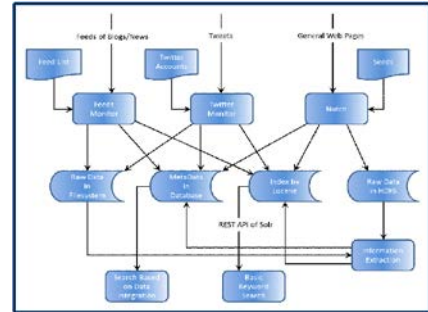 Feeds of Blogs/News
Tweets
General Web Pages
Feed List
Twitter
Accounts
Seeds
Feeds
Monitor
Twitter
Monitor
Nutch
Raw Data
in
Filesystem
MetaData
in
Database
Index by
Lucene
Raw Data
in HDFS
REST API of Solr
Information
Extraction
Search Based
on Data
Integration
Basic
Keyword
Search